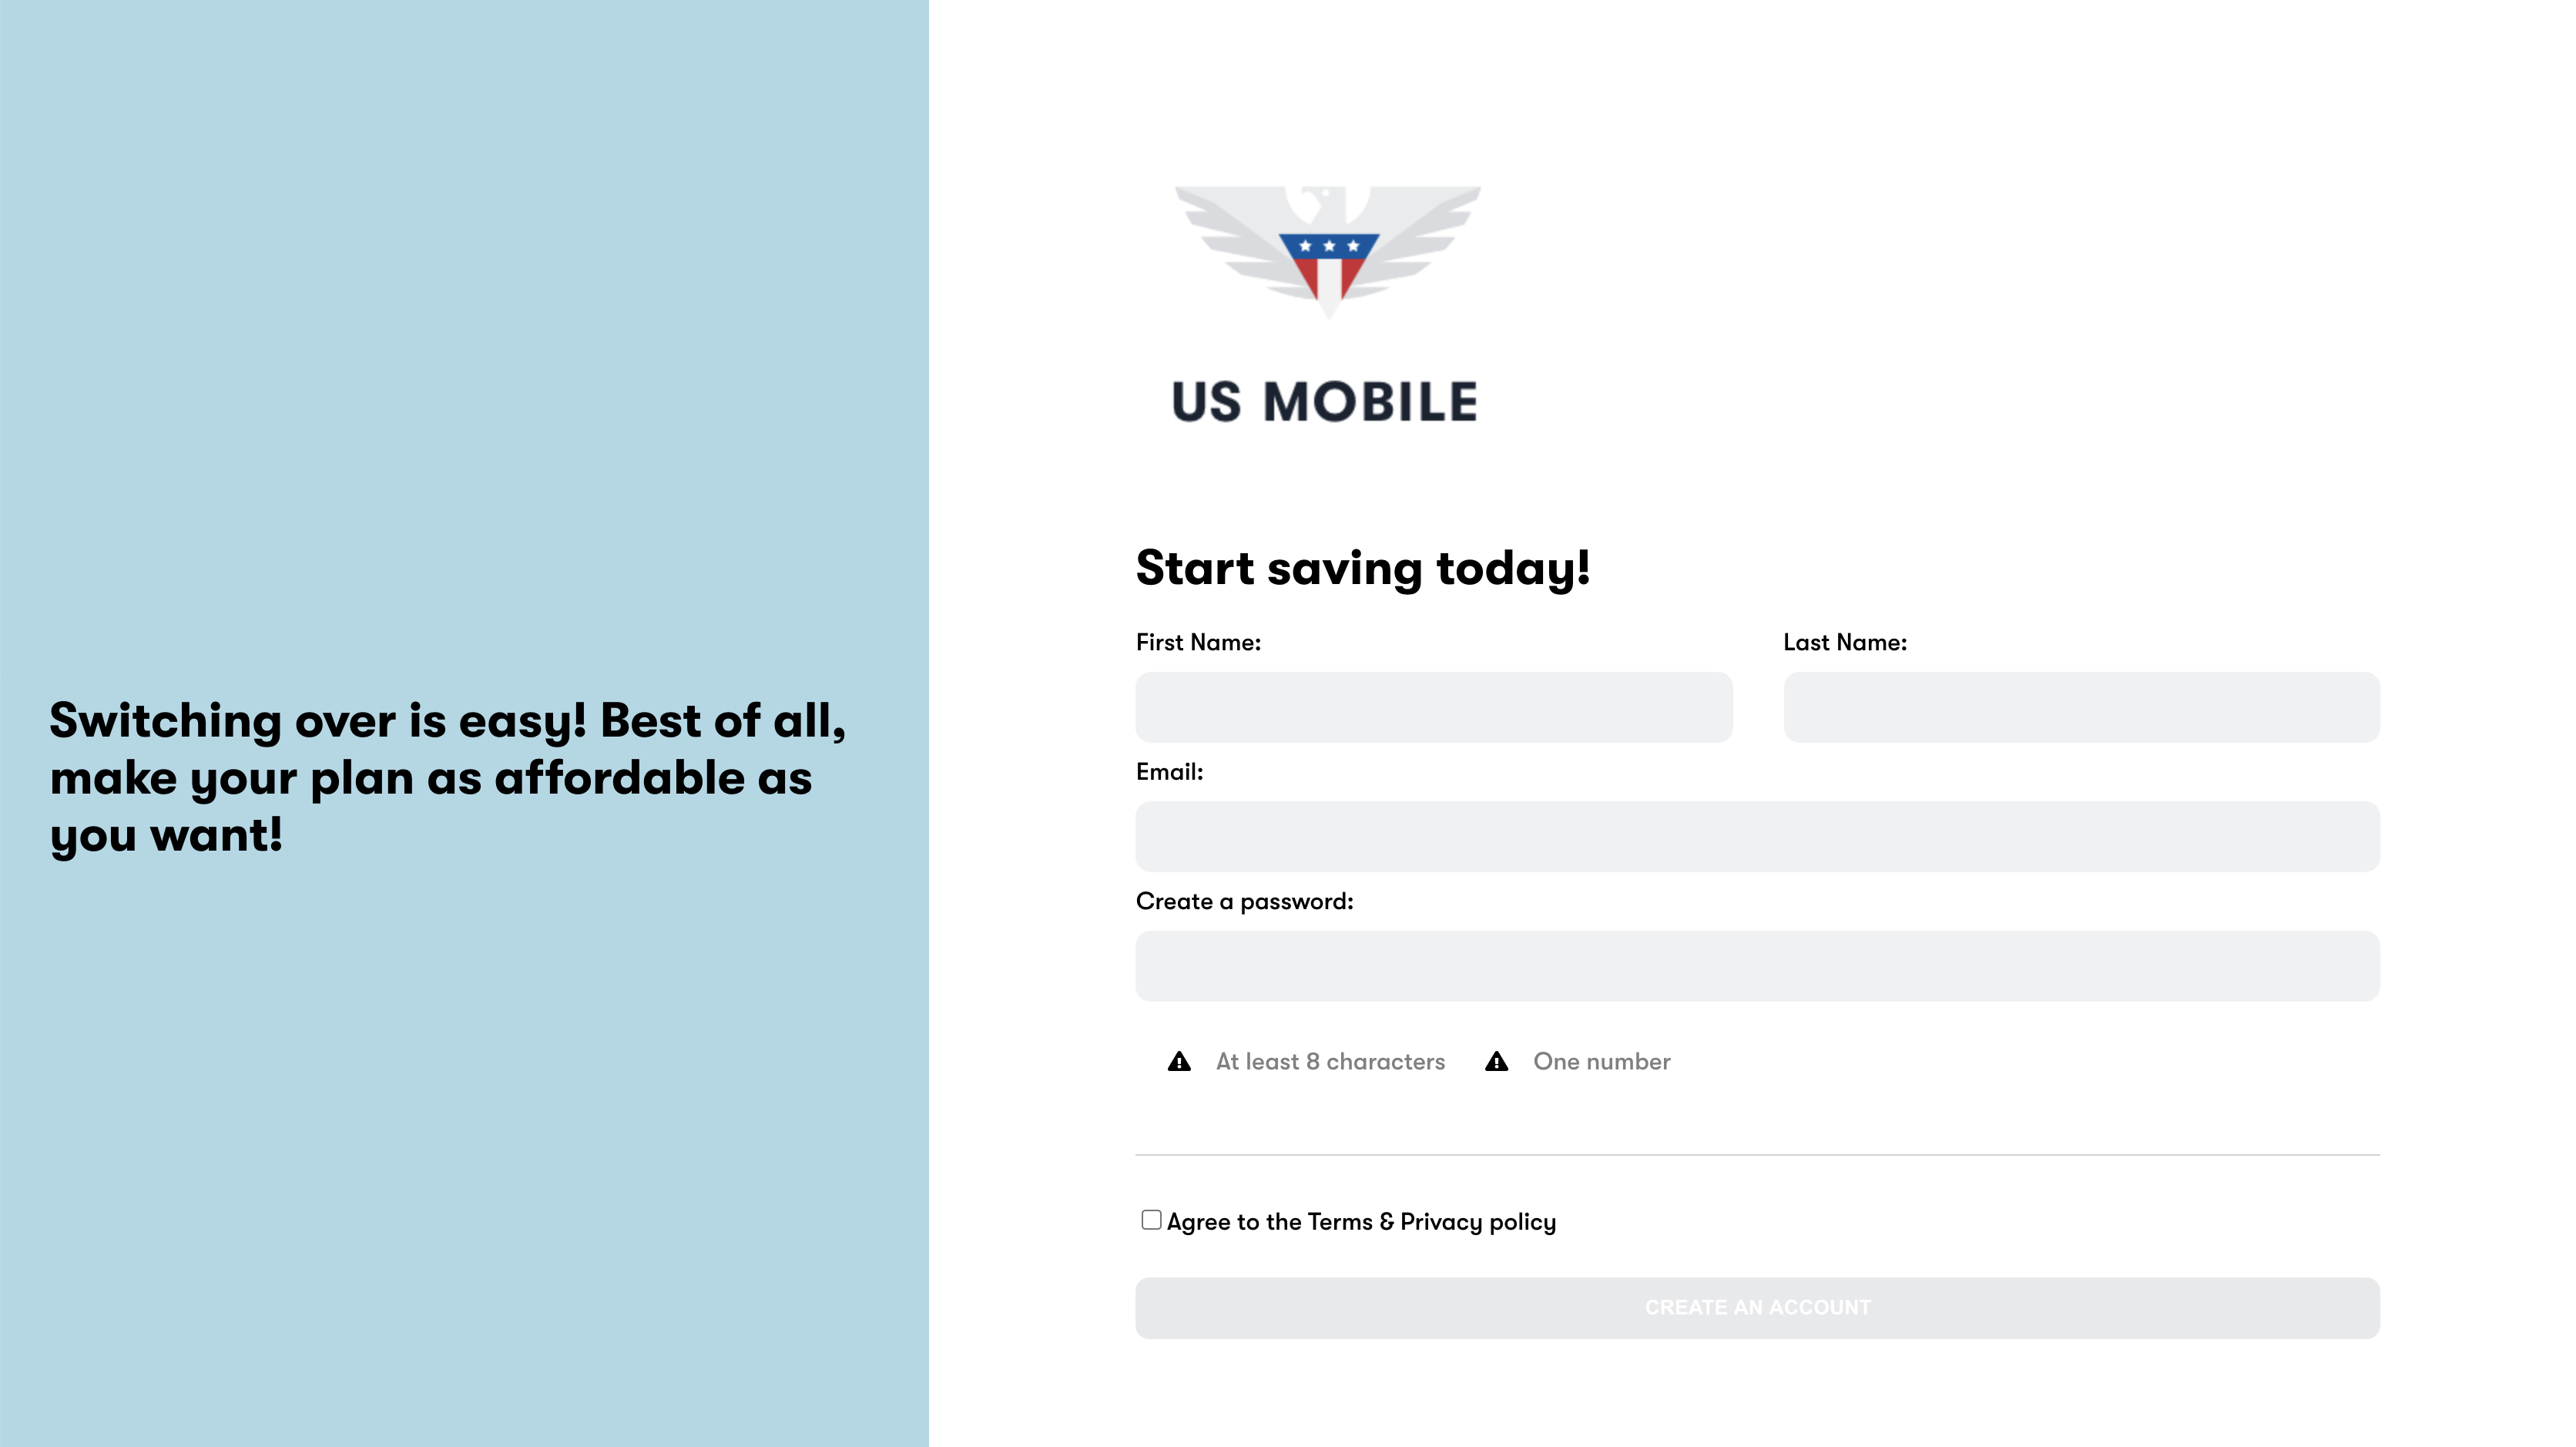 Switching over is easy! Best of all,
make your plan as affordable as
you want!
US MOBILE
Start saving today!
First Name:
Last Name:
Email:
Create a password:
At least 8 characters
One number
Agree to the Terms & Privacy policy
CREATE AN ACCOUNT